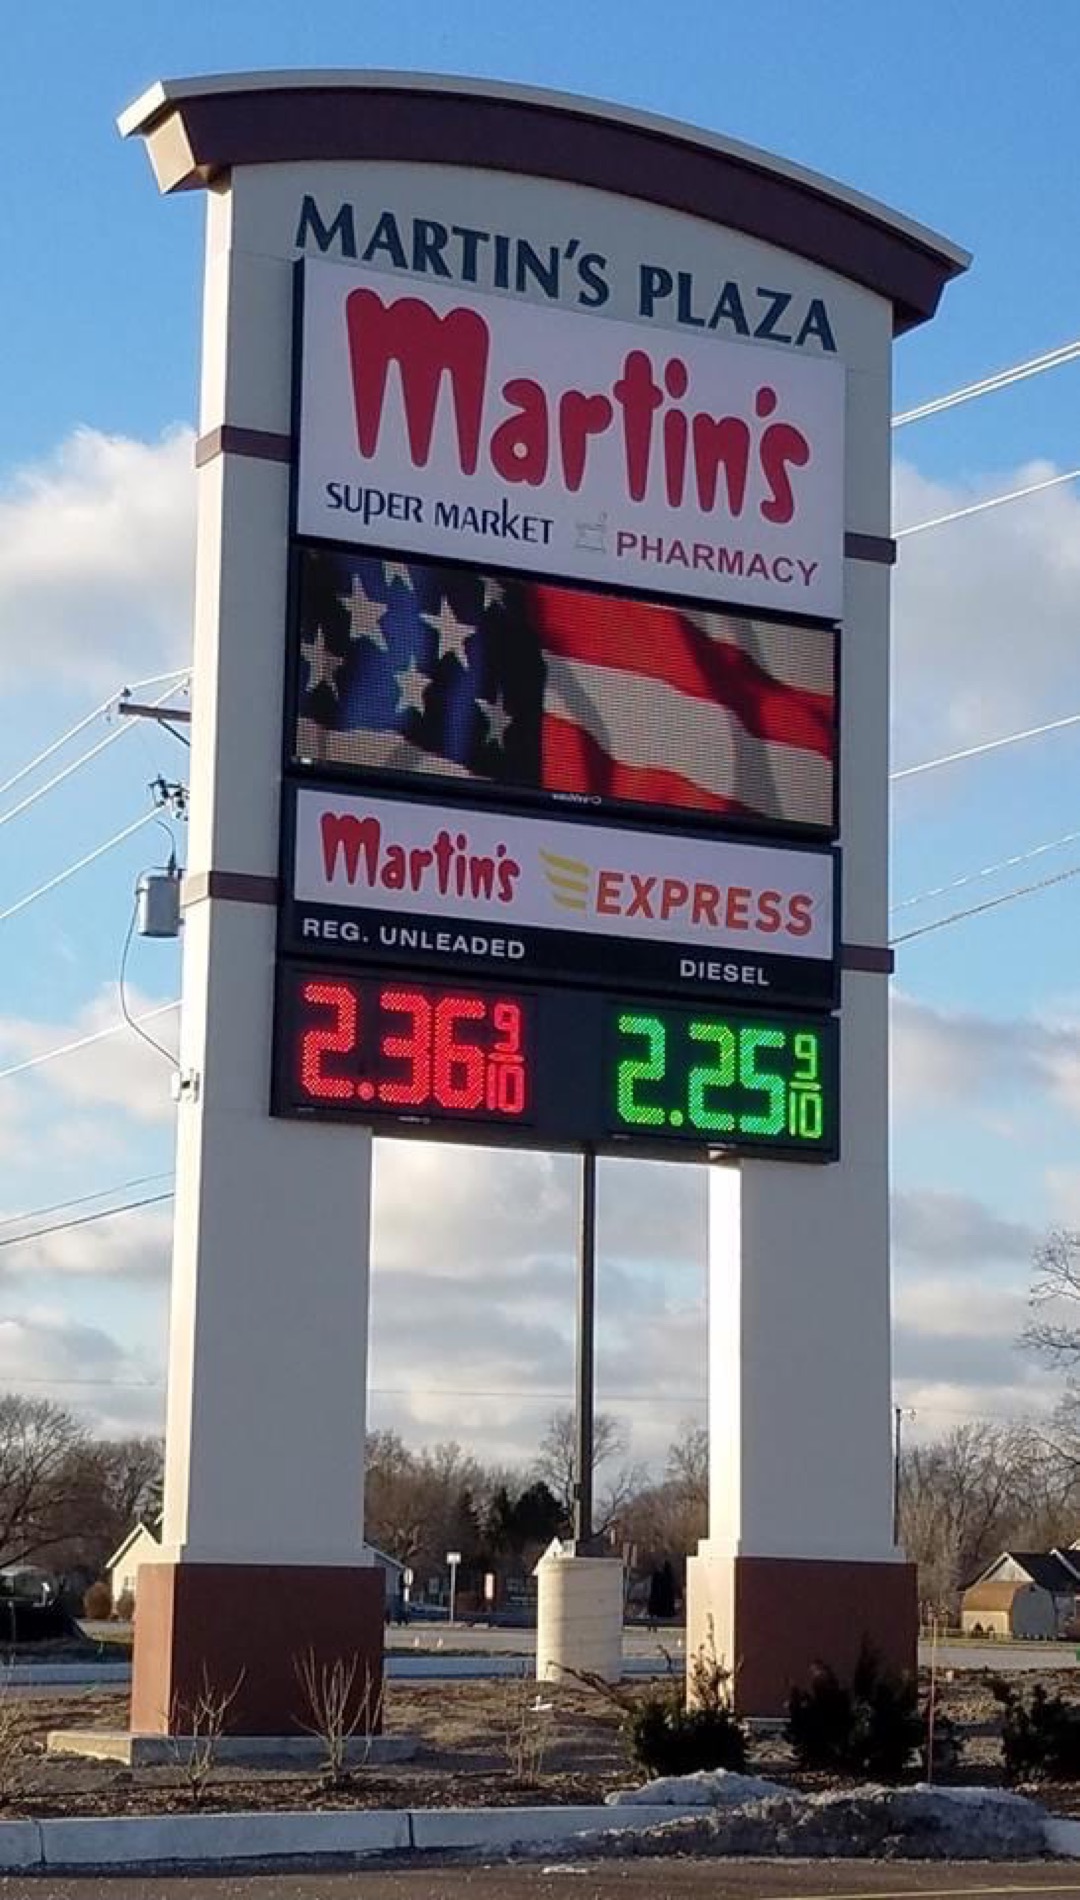 MARTIN'S PLAZA
Martin's
SUPER MARKET PHARMACY
Martin's EXPRESS
REG. UNLEADED DIESEL
2.36 9/10 2.25 9/10